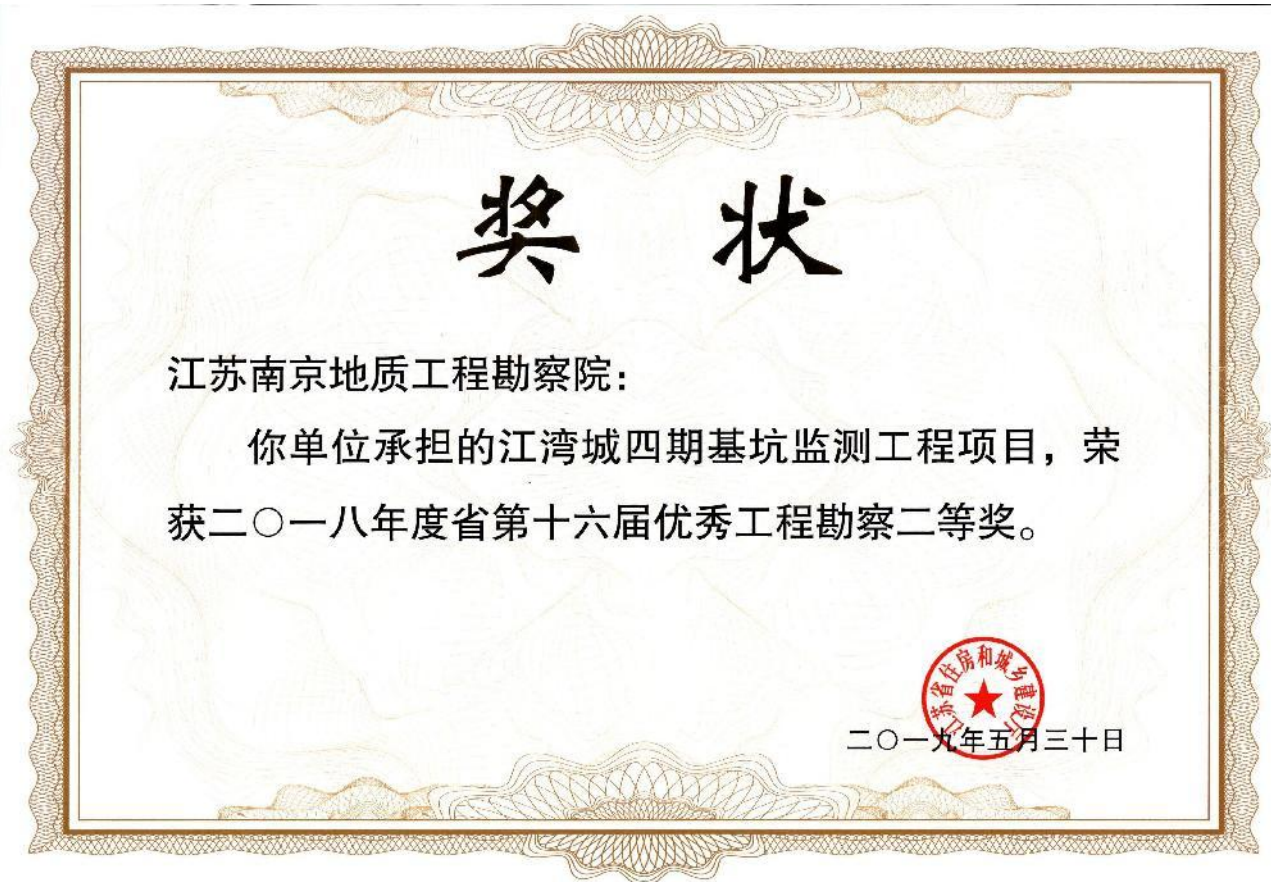 奖 状
江苏南京地质工程勘察院：
你单位承担的江湾城四期基坑监测工程项目，荣
获二〇一八年度省第十六届优秀工程勘察二等奖。
江苏省住房和城乡建设厅
二〇一九年五月三十日